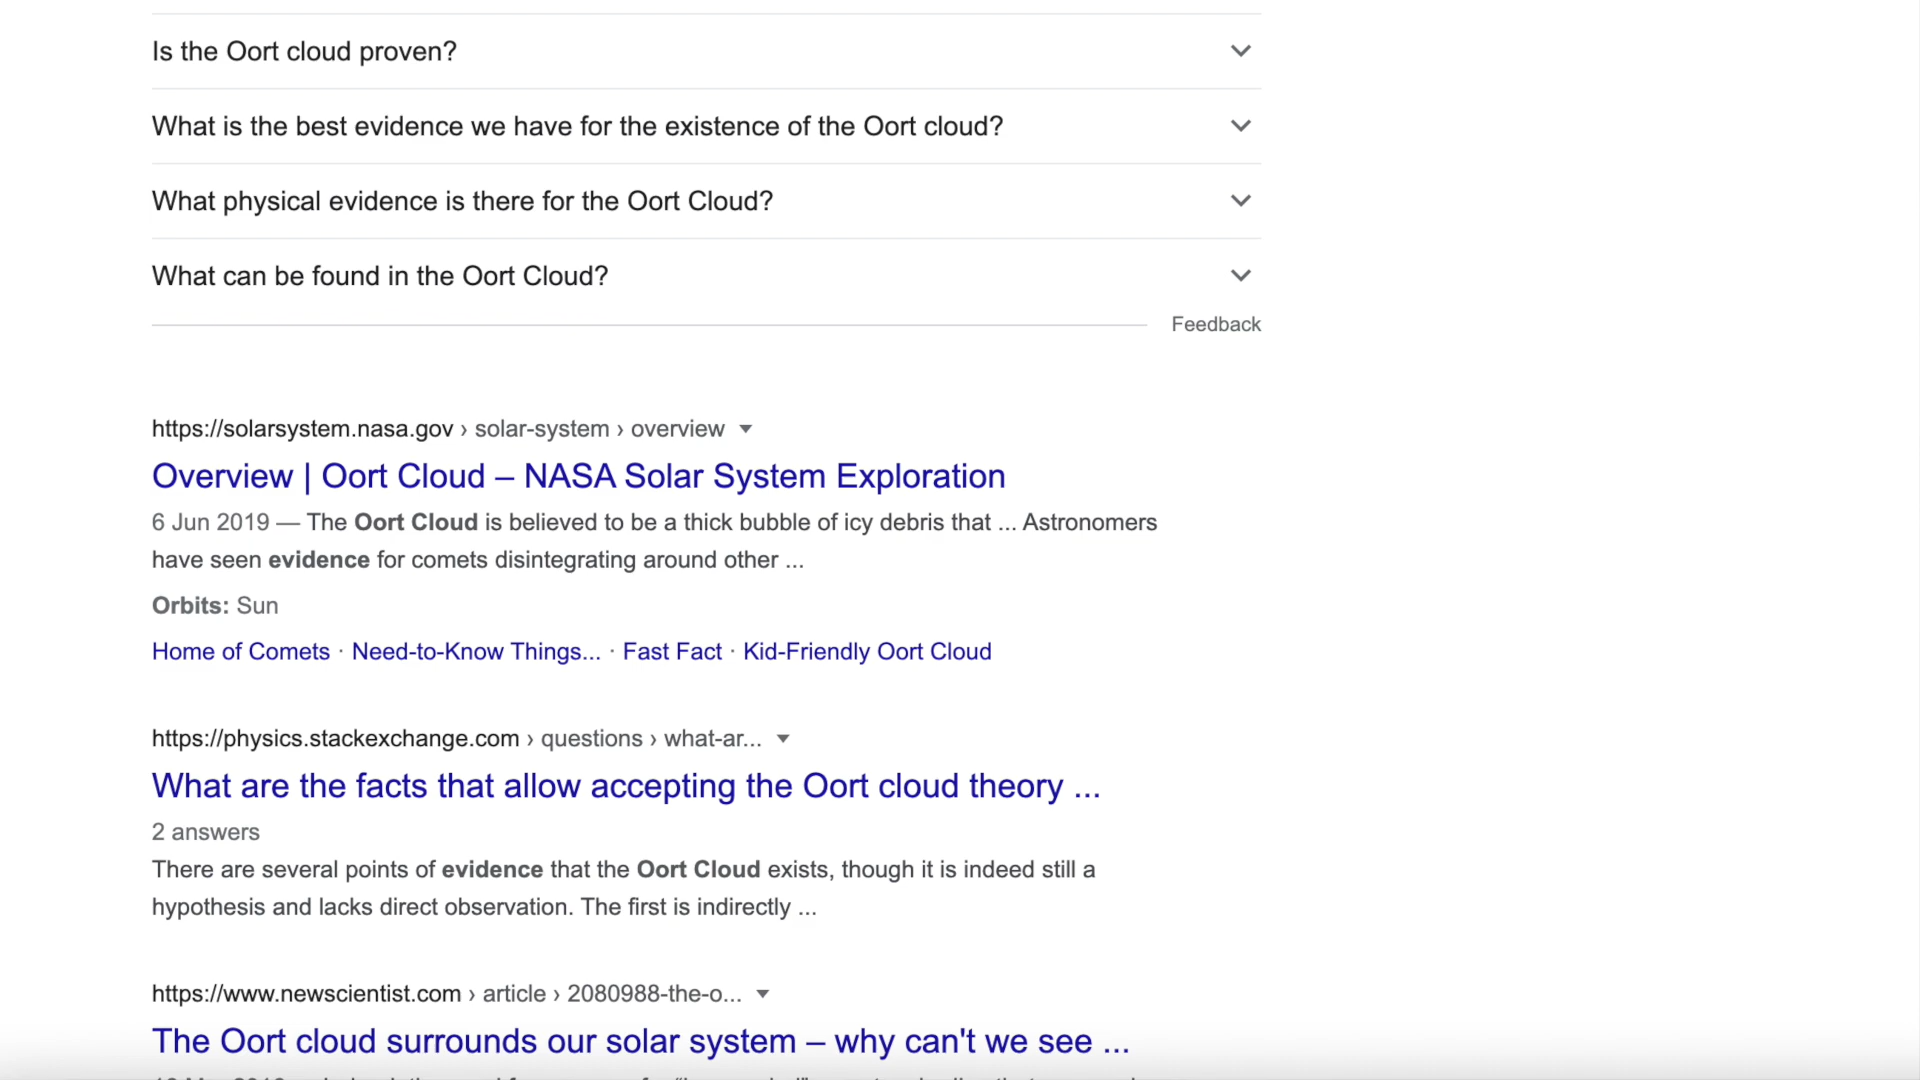 Is the Oort cloud proven?
What is the best evidence we have for the existence of the Oort cloud?
What physical evidence is there for the Oort Cloud?
What can be found in the Oort Cloud?
Feedback
https://solarsystem.nasa.gov › solar-system › overview
Overview | Oort Cloud – NASA Solar System Exploration
6 Jun 2019 — The Oort Cloud is believed to be a thick bubble of icy debris that ... Astronomers
have seen evidence for comets disintegrating around other ...
Orbits: Sun
Home of Comets · Need-to-Know Things... · Fast Fact · Kid-Friendly Oort Cloud
https://physics.stackexchange.com › questions › what-ar...
What are the facts that allow accepting the Oort cloud theory ...
2 answers
There are several points of evidence that the Oort Cloud exists, though it is indeed still a
hypothesis and lacks direct observation. The first is indirectly ...
https://www.newscientist.com › article › 2080988-the-o...
The Oort cloud surrounds our solar system – why can't we see ...